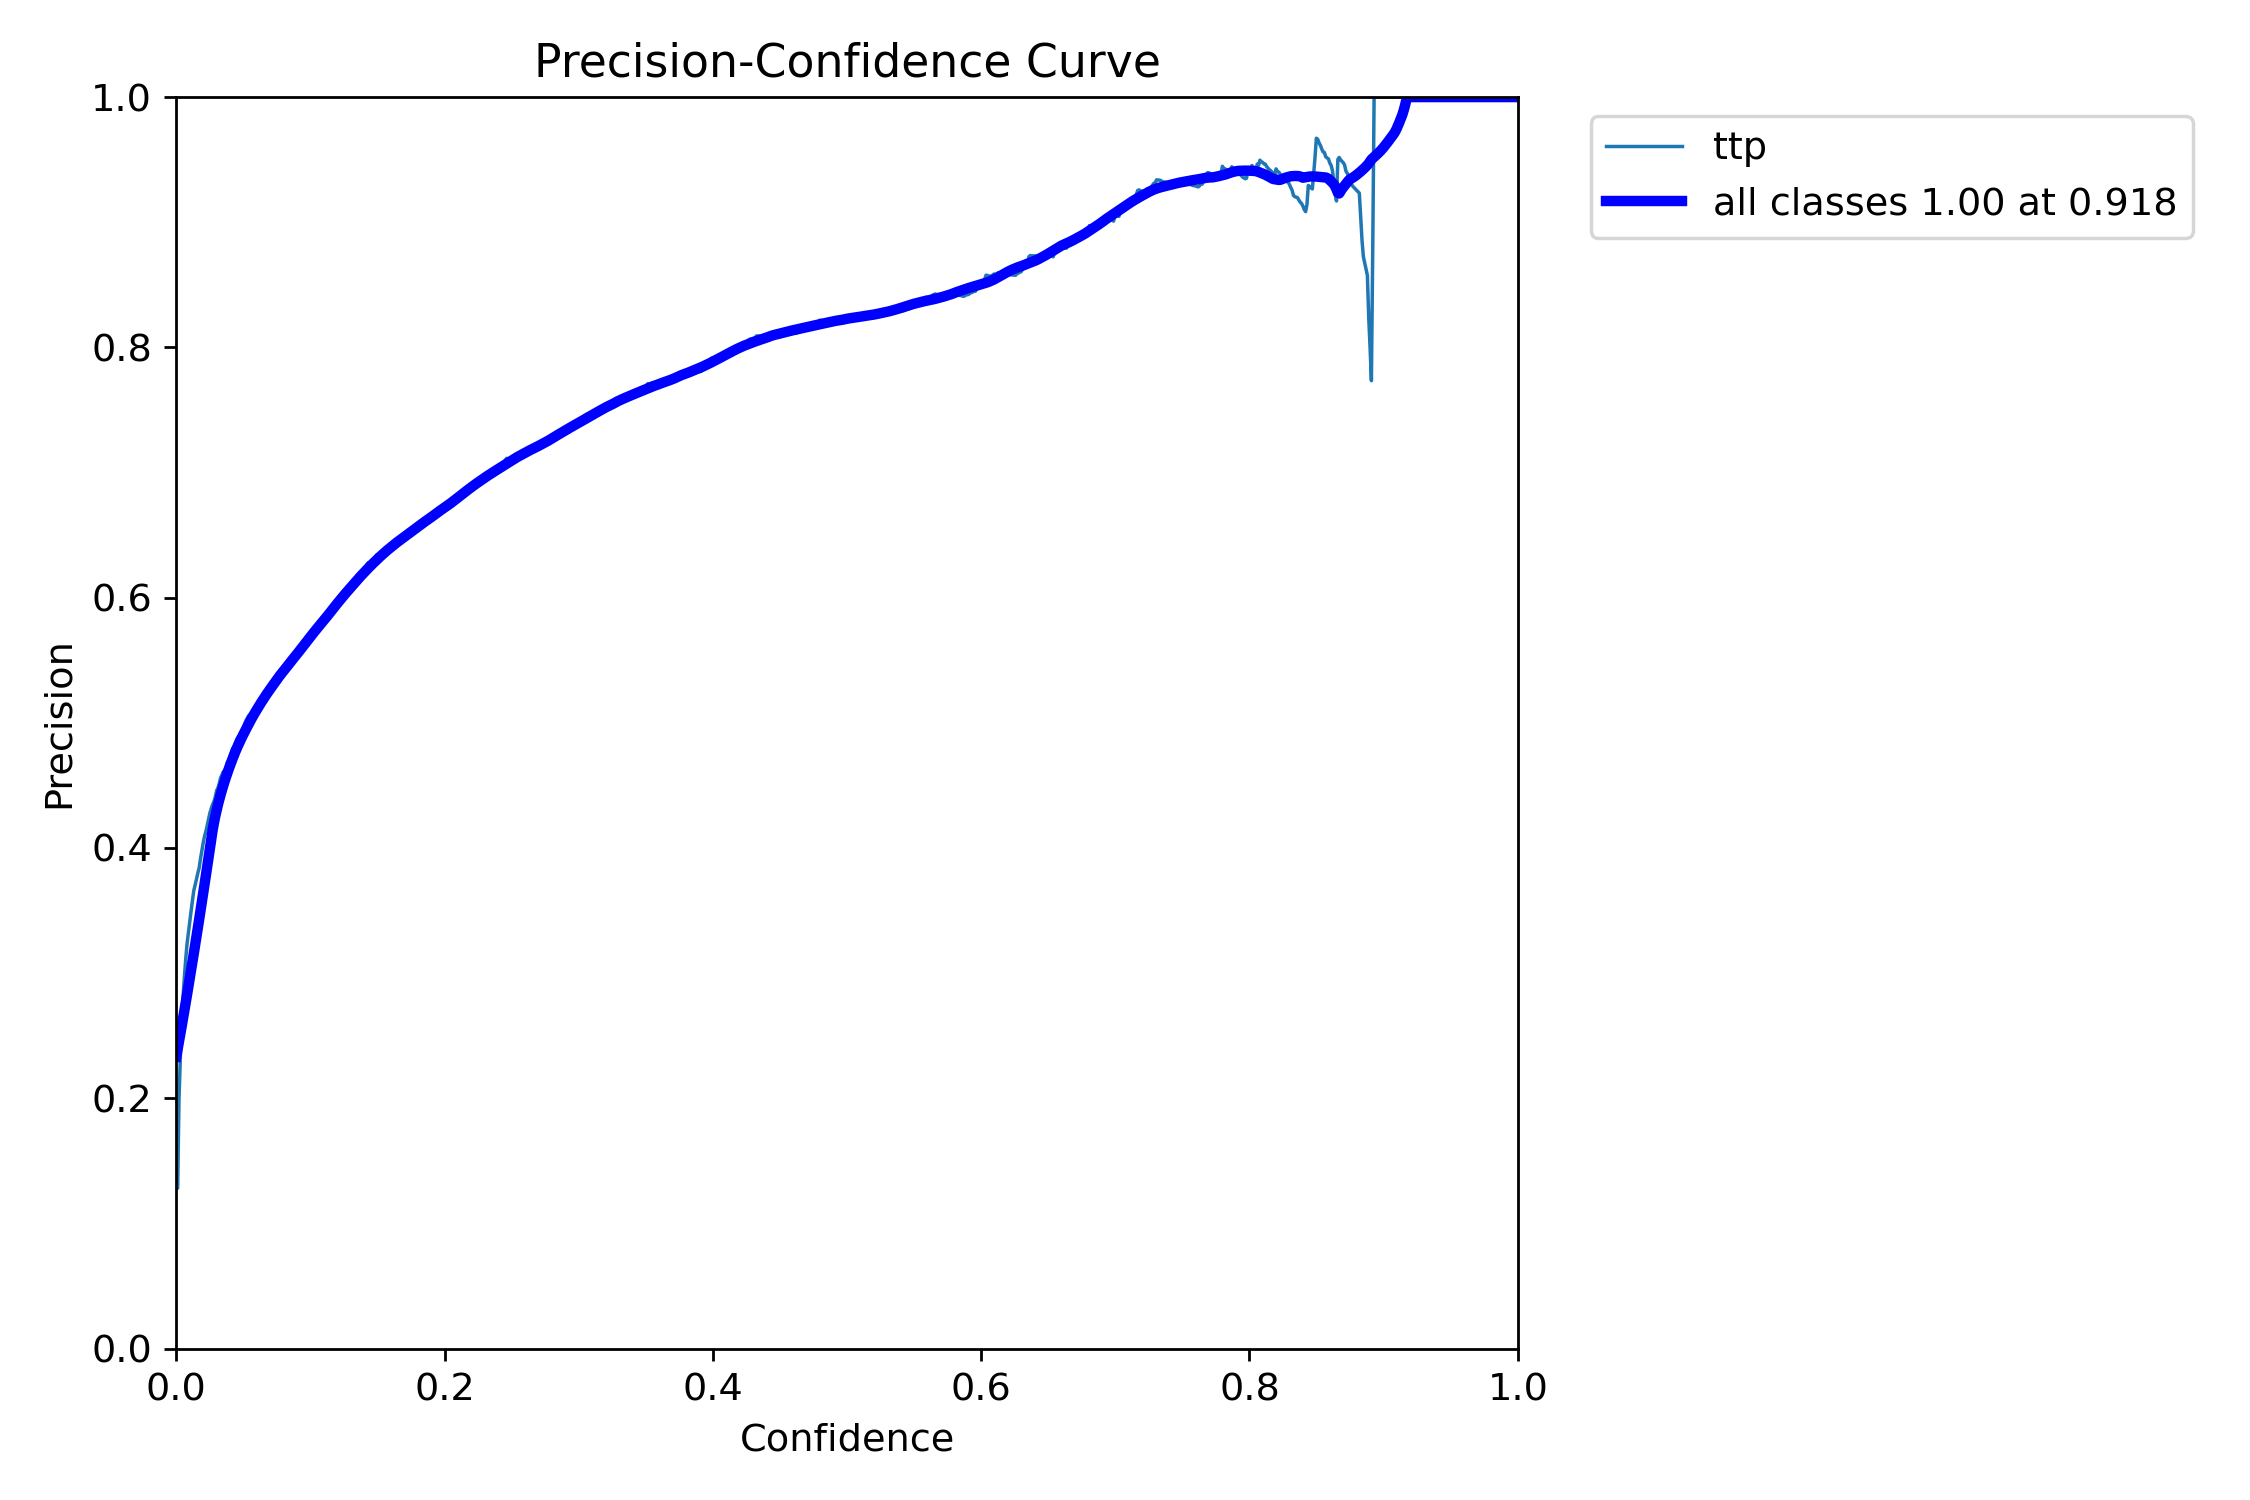 Precision-Confidence Curve
1.0
0.8
0.6
0.4
0.2
0.0
Precision
0.0 0.2 0.4 0.6 0.8 1.0
Confidence
ttp
all classes 1.00 at 0.918